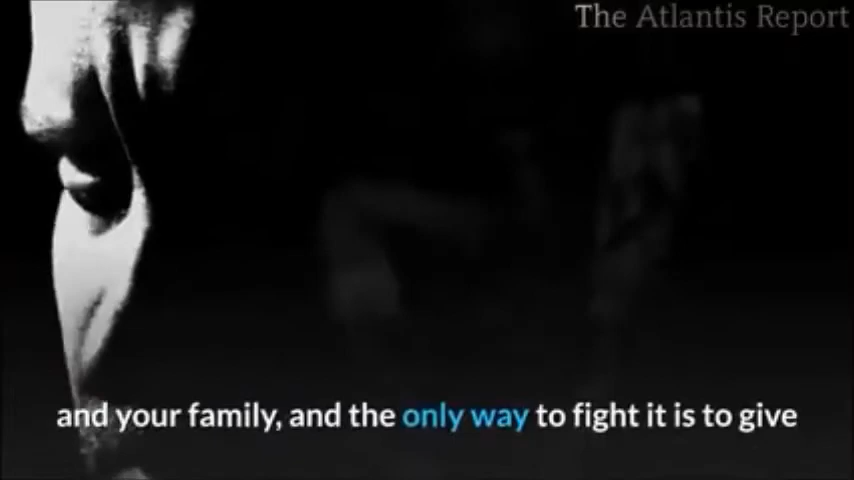 The Atlantis Report
and your family, and the only way to fight it is to give